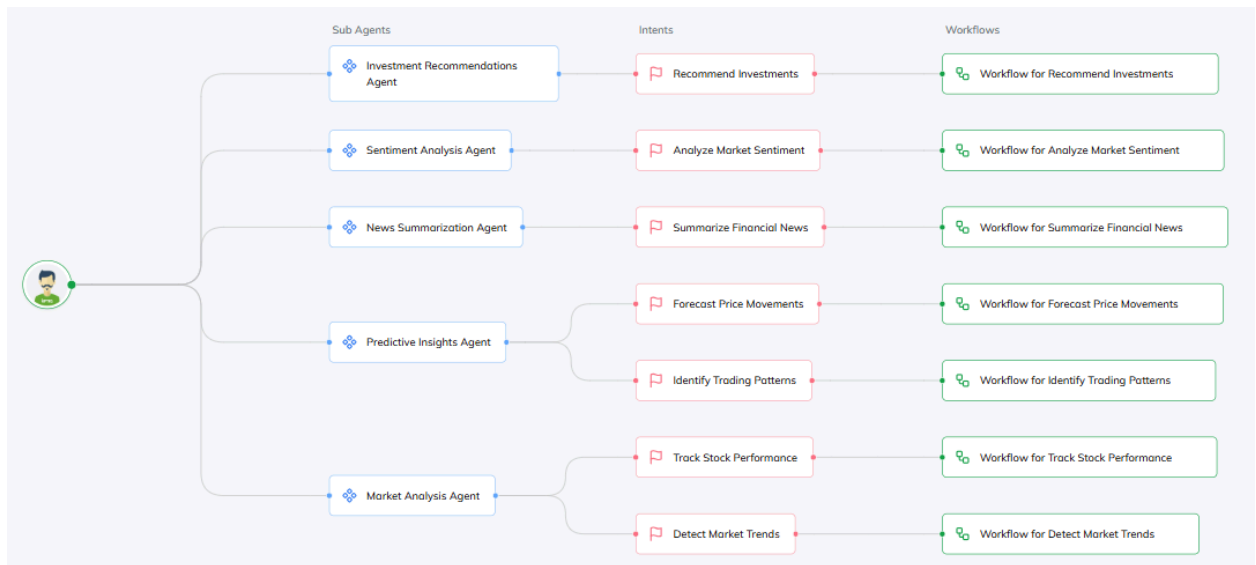 Sub Agents
Intents
Workflows
Investment Recommendations
Agent
Recommend Investments
Workflow for Recommend Investments
Sentiment Analysis Agent
Analyze Market Sentiment
Workflow for Analyze Market Sentiment
News Summarization Agent
Summarize Financial News
Workflow for Summarize Financial News
Predictive Insights Agent
Forecast Price Movements
Workflow for Forecast Price Movements
Identify Trading Patterns
Workflow for Identify Trading Patterns
Market Analysis Agent
Track Stock Performance
Workflow for Track Stock Performance
Detect Market Trends
Workflow for Detect Market Trends